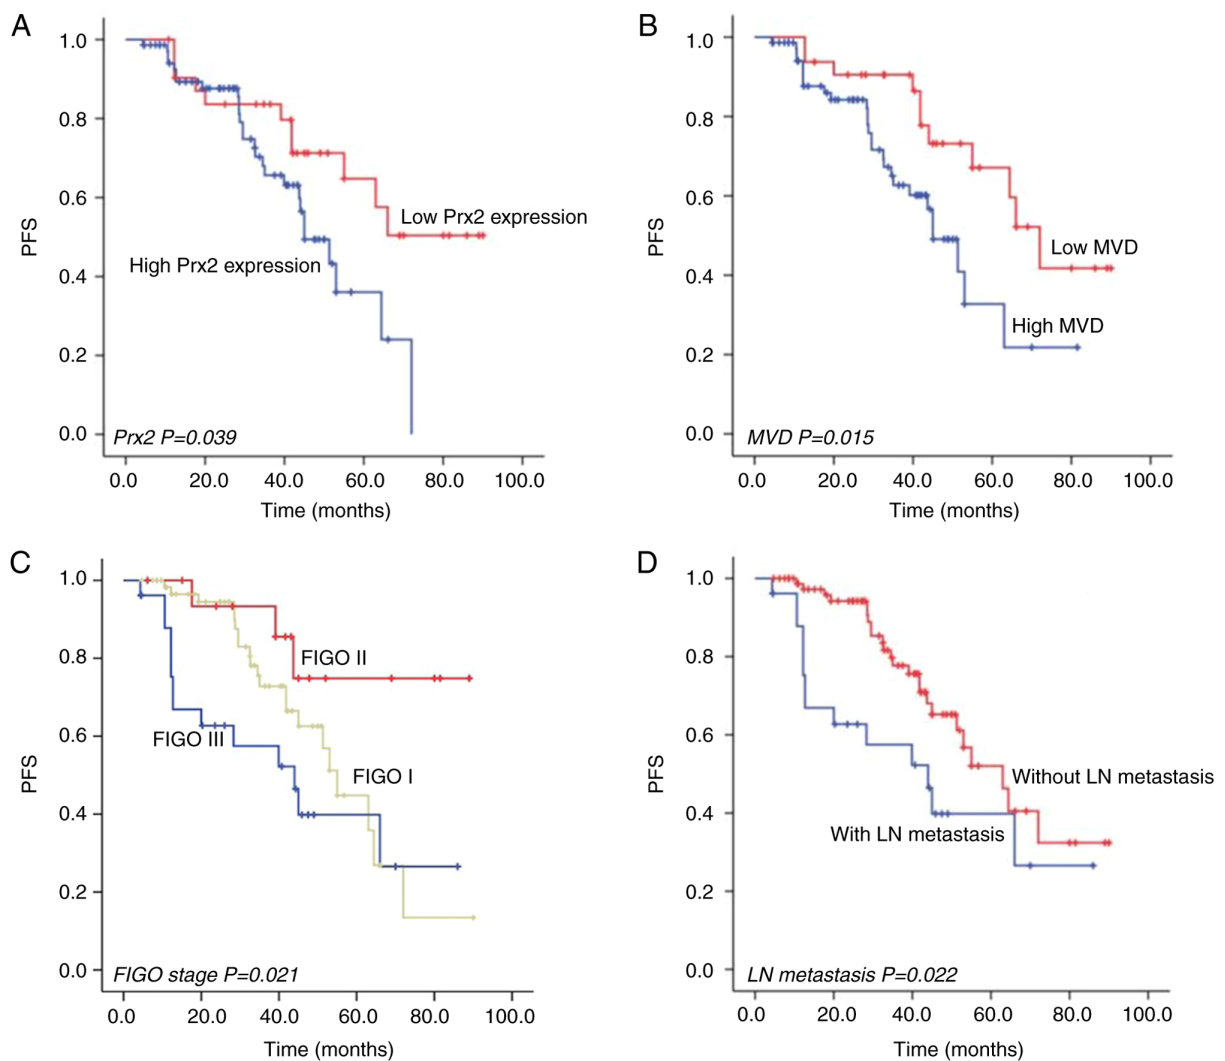 A
1.0
0.8
0.6
0.4
0.2
0.0
PFS
Low Prx2 expression
High Prx2 expression
Prx2 P=0.039
0.0 20.0 40.0 60.0 80.0 100.0
Time (months)
B
1.0
0.8
0.6
0.4
0.2
0.0
PFS
Low MVD
High MVD
MVD P=0.015
0.0 20.0 40.0 60.0 80.0 100.0
Time (months)
C
1.0
0.8
0.6
0.4
0.2
0.0
PFS
FIGO II
FIGO III
FIGO I
FIGO stage P=0.021
0.0 20.0 40.0 60.0 80.0 100.0
Time (months)
D
1.0
0.8
0.6
0.4
0.2
0.0
PFS
Without LN metastasis
With LN metastasis
LN metastasis P=0.022
0.0 20.0 40.0 60.0 80.0 100.0
Time (months)